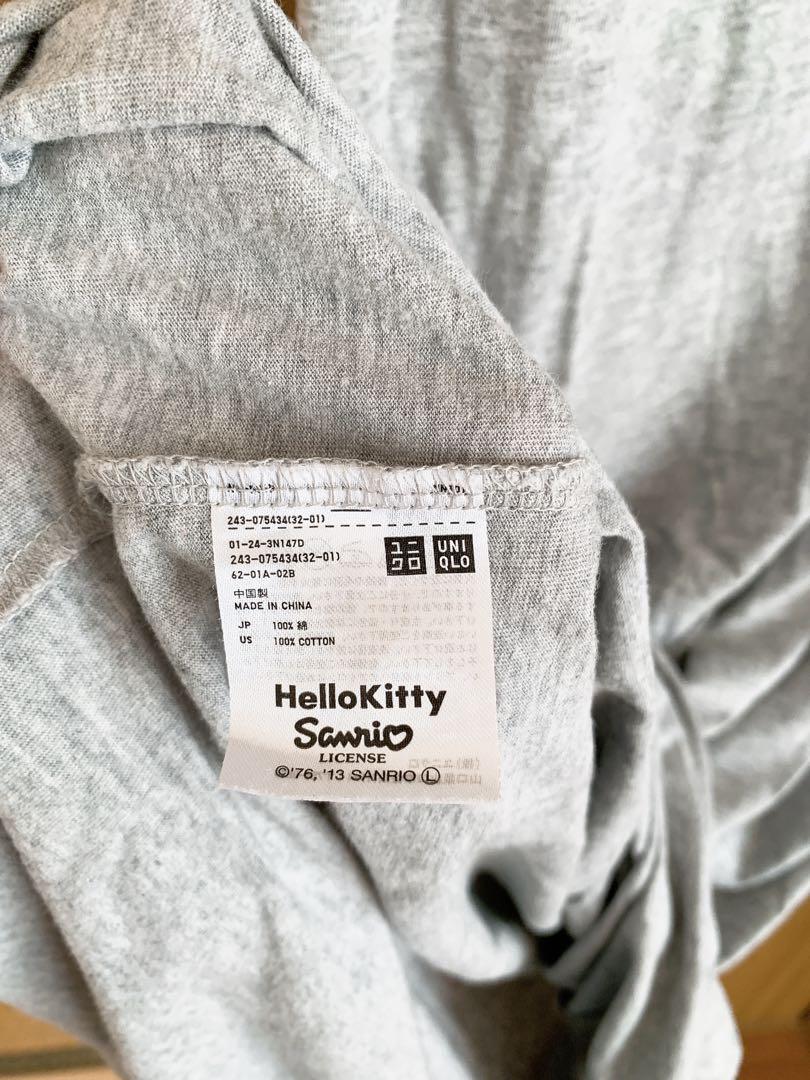 243-075434(32-01)
01-24-3N147D
243-075434(32-01)
62-01A-02B
ユニクロ
UNIQLO
中国製
MADE IN CHINA
JP 100% 綿
US 100% COTTON
HelloKitty
Sanrio
LICENSE
©'76, '13 SANRIO Ⓛ